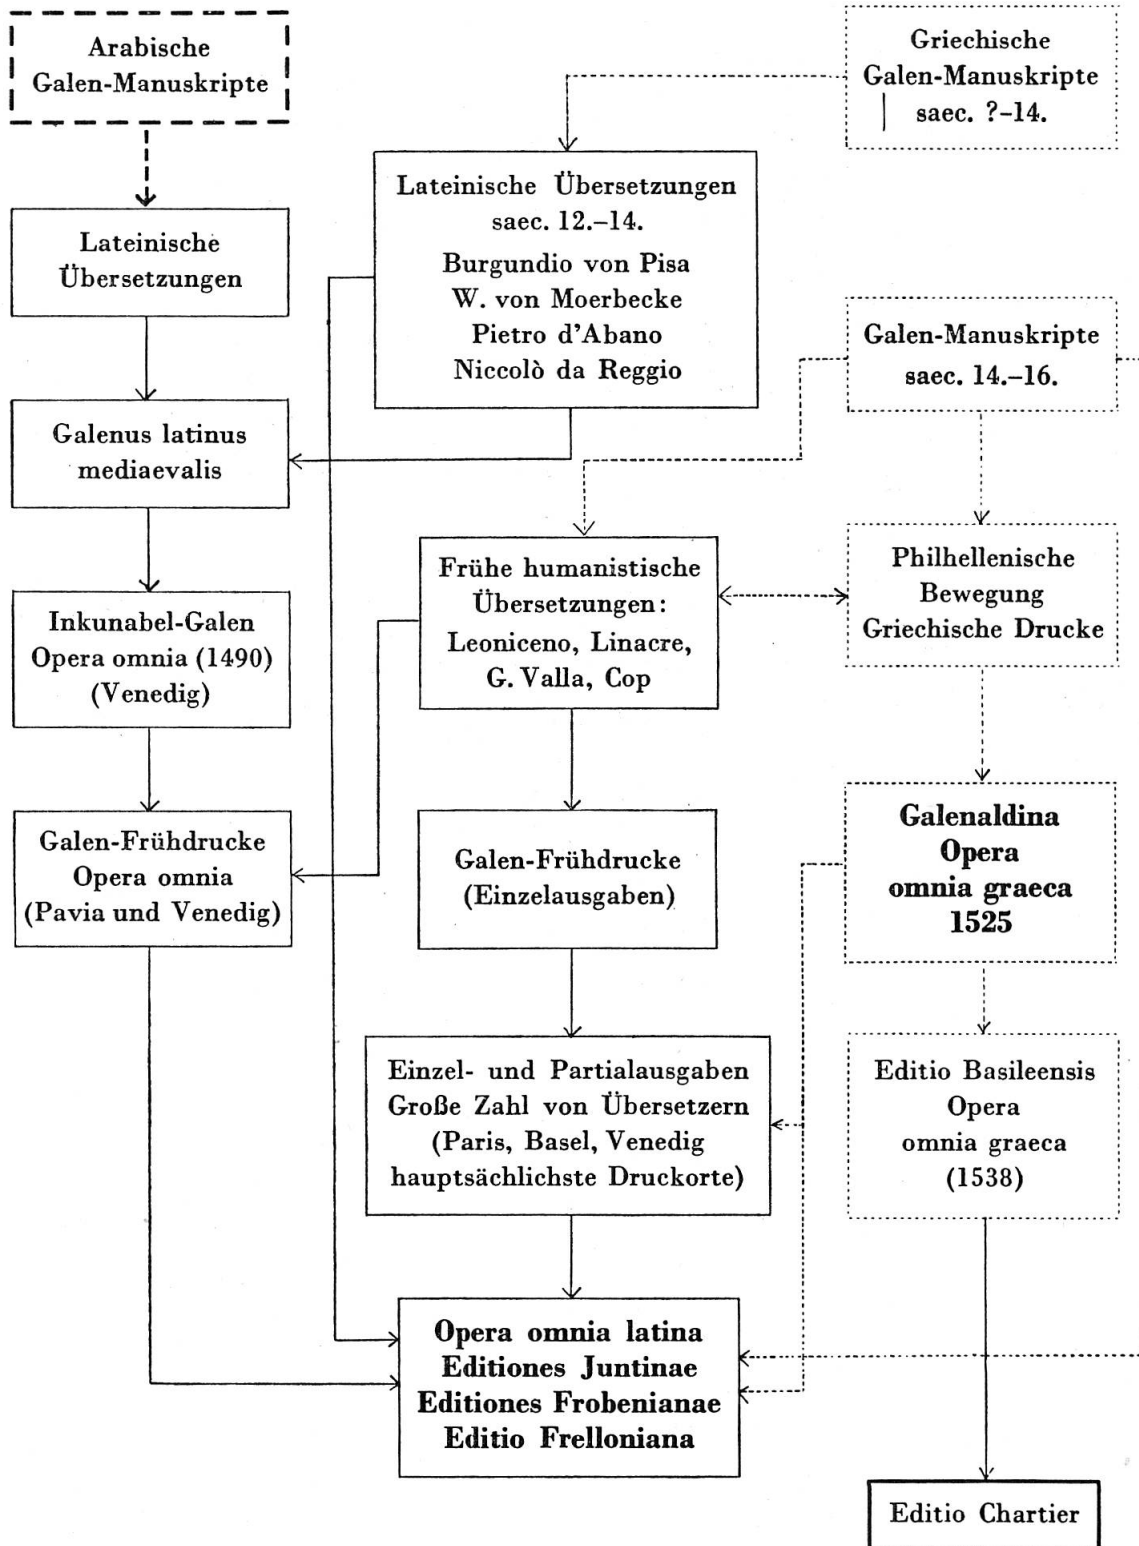 Arabische
Galen-Manuskripte
Griechische
Galen-Manuskripte
saec. ?-14.
Lateinische Übersetzungen
saec. 12.–14.
Burgundio von Pisa
W. von Moerbecke
Pietro d'Abano
Niccolò da Reggio
Lateinische
Übersetzungen
Galen-Manuskripte
saec. 14.–16.
Galenus latinus
mediaevalis
Frühe humanistische
Übersetzungen:
Leoniceno, Linacre,
G. Valla, Cop
Philhellenische
Bewegung
Griechische Drucke
Inkunabel-Galen
Opera omnia (1490)
(Venedig)
Galen-Frühdrucke
Opera omnia
(Pavia und Venedig)
Galen-Frühdrucke
(Einzelausgaben)
Galenaldina
Opera
omnia graeca
1525
Einzel- und Partialausgaben
Große Zahl von Übersetzern
(Paris, Basel, Venedig
hauptsächlichste Druckorte)
Editio Basileensis
Opera
omnia graeca
(1538)
Opera omnia latina
Editiones Juntinae
Editiones Frobenianae
Editio Frelloniana
Editio Chartier